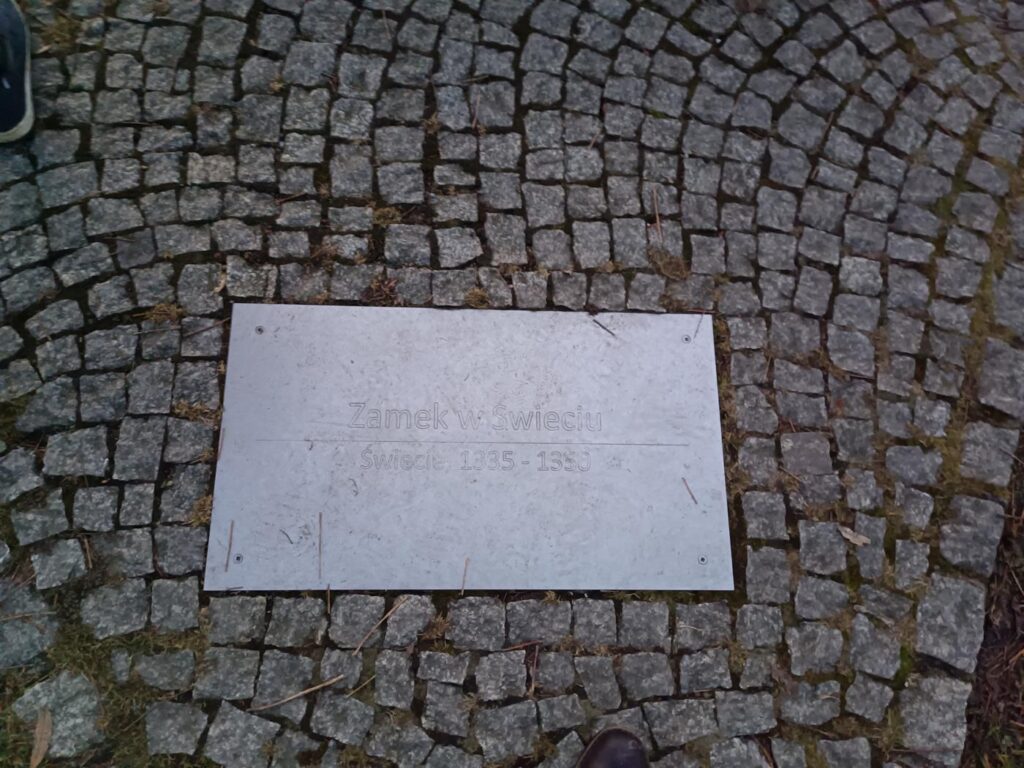 Zamek w Świeciu
Świecie, 1335 - 1350